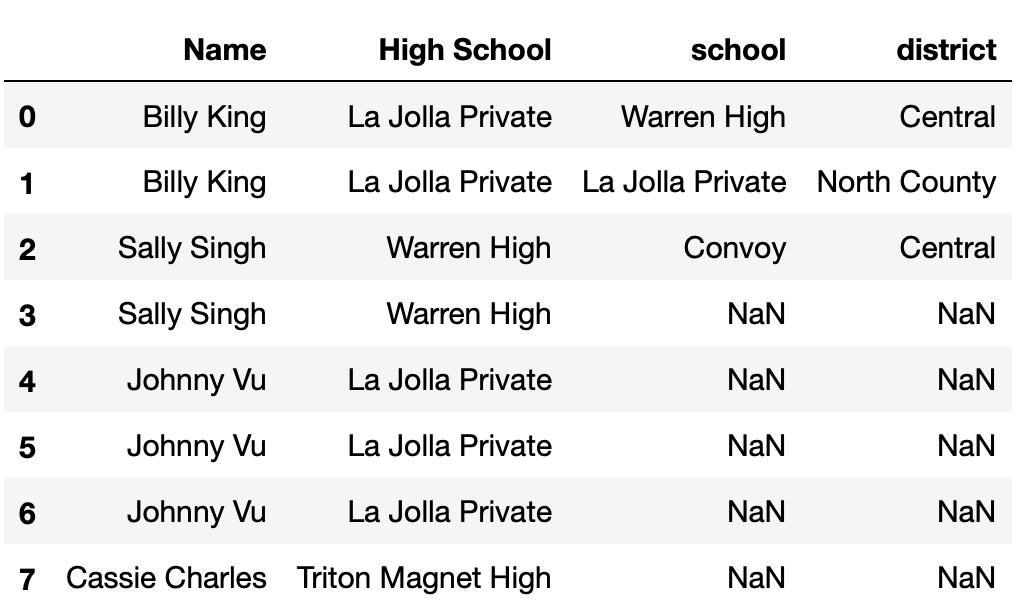 Name High School school district
0 Billy King La Jolla Private Warren High Central
1 Billy King La Jolla Private La Jolla Private North County
2 Sally Singh Warren High Convoy Central
3 Sally Singh Warren High NaN NaN
4 Johnny Vu La Jolla Private NaN NaN
5 Johnny Vu La Jolla Private NaN NaN
6 Johnny Vu La Jolla Private NaN NaN
7 Cassie Charles Triton Magnet High NaN NaN